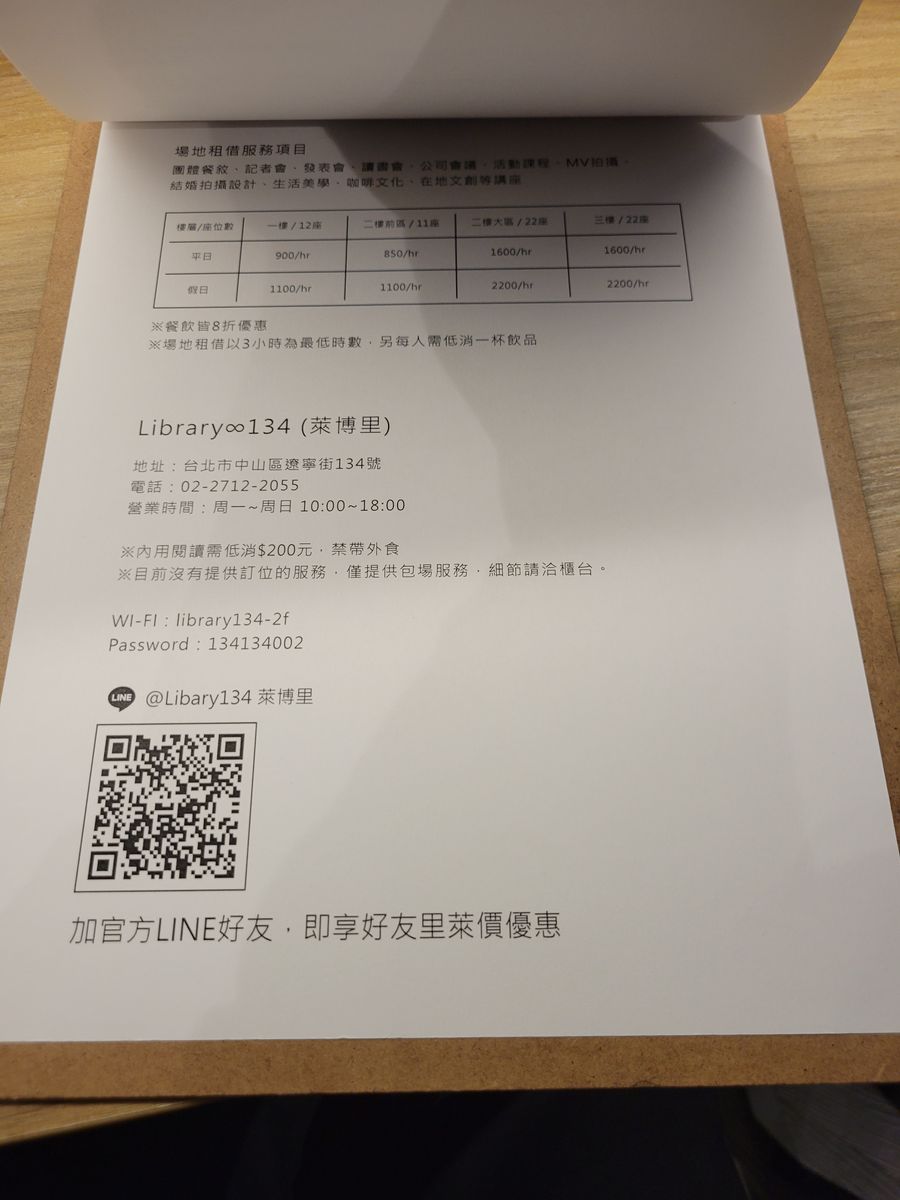 場地租借服務項目
團體餐敘、記者會、發表會、讀書會、公司會議、活動課程、MV拍攝、
結婚拍攝設計、生活美學、咖啡文化、在地文創等講座
樓層/座位數 一樓/12座 二樓前區/11座 二樓大區/22座 三樓/22座
平日 900/hr 850/hr 1600/hr 1600/hr
假日 1100/hr 1100/hr 2200/hr 2200/hr
※餐飲皆8折優惠
※場地租借以3小時為最低時數，另每人需低消一杯飲品
Library∞134 (萊博里)
地址：台北市中山區遼寧街134號
電話：02-2712-2055
營業時間：周一~周日 10:00~18:00
※內用閱讀需低消$200元，禁帶外食
※目前沒有提供訂位的服務，僅提供包場服務，細節請洽櫃台。
WI-FI：library134-2f
Password：134134002
LINE @Libary134 萊博里
加官方LINE好友，即享好友里萊價優惠